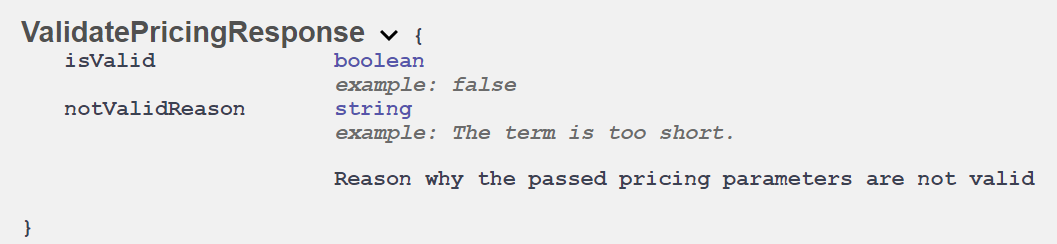 ValidatePricingResponse {
isValid boolean
example: false
notValidReason string
example: The term is too short.
Reason why the passed pricing parameters are not valid
}